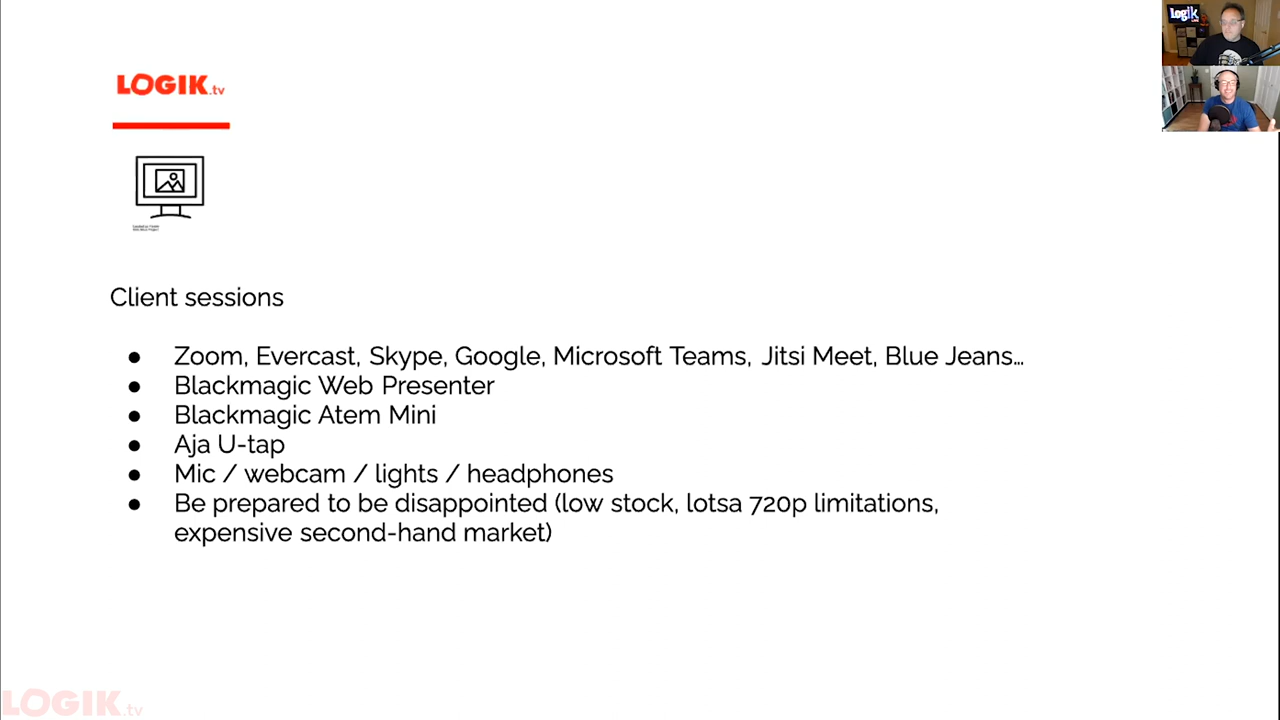 LOGIK.tv
Client sessions
● Zoom, Evercast, Skype, Google, Microsoft Teams, Jitsi Meet, Blue Jeans…
● Blackmagic Web Presenter
● Blackmagic Atem Mini
● Aja U-tap
● Mic / webcam / lights / headphones
● Be prepared to be disappointed (low stock, lotsa 720p limitations,
expensive second-hand market)
LOGIK.tv
logik